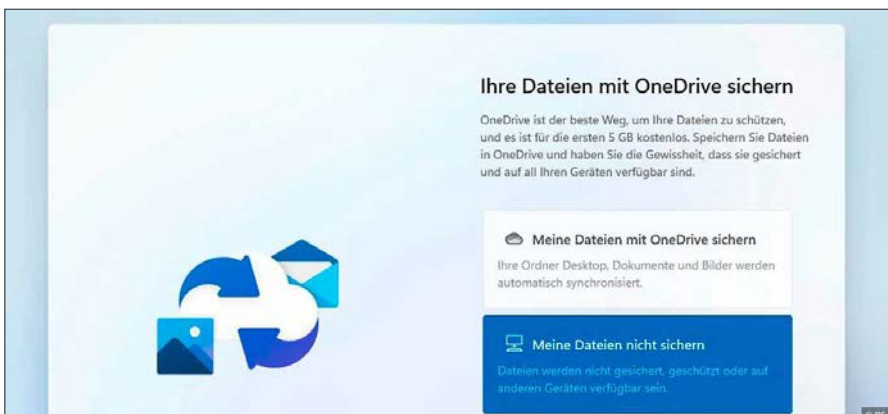 Ihre Dateien mit OneDrive sichern
OneDrive ist der beste Weg, um Ihre Dateien zu schützen,
und es ist für die ersten 5 GB kostenlos. Speichern Sie Dateien
in OneDrive und haben Sie die Gewissheit, dass sie gesichert
und auf all Ihren Geräten verfügbar sind.
Meine Dateien mit OneDrive sichern
Ihre Ordner Desktop, Dokumente und Bilder werden
automatisch synchronisiert.
Meine Dateien nicht sichern
Dateien werden nicht gesichert, geschützt oder auf
anderen Geräten verfügbar sein.